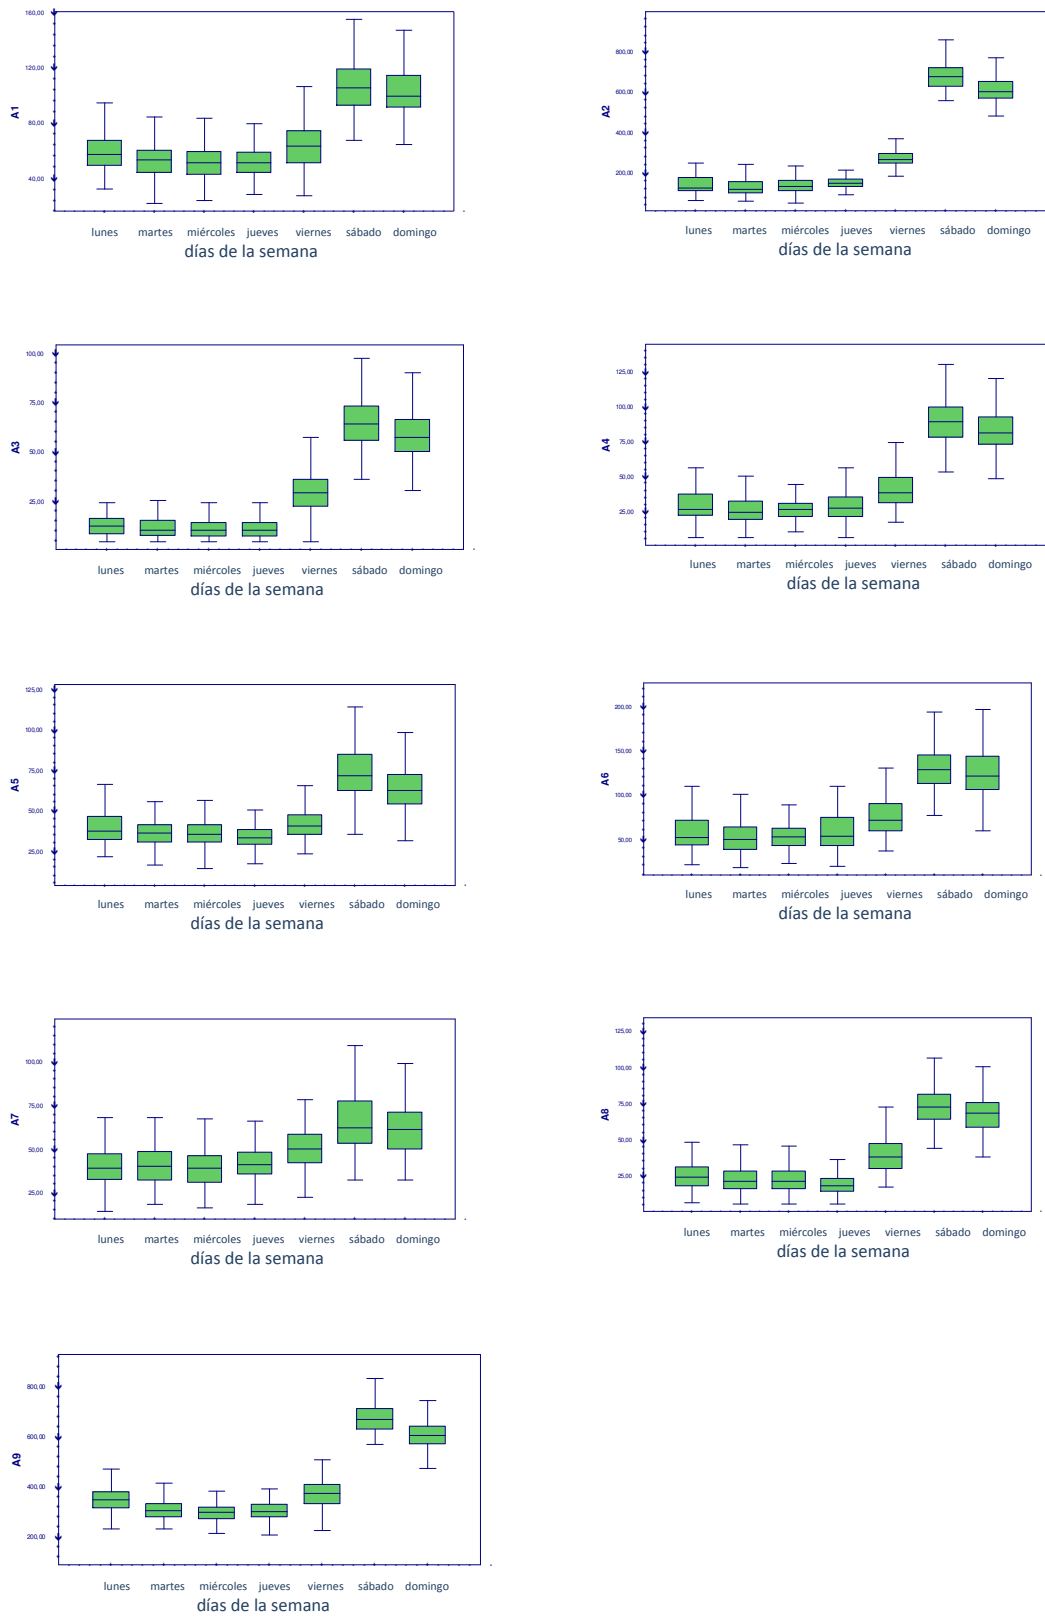 160,00
120,00
80,00
40,00
A1
lunes martes miércoles jueves viernes sábado domingo
días de la semana
800,00
600,00
400,00
200,00
A2
lunes martes miércoles jueves viernes sábado domingo
días de la semana
100,00
75,00
50,00
25,00
A3
lunes martes miércoles jueves viernes sábado domingo
días de la semana
125,00
100,00
75,00
50,00
25,00
A4
lunes martes miércoles jueves viernes sábado domingo
días de la semana
125,00
100,00
75,00
50,00
25,00
A5
lunes martes miércoles jueves viernes sábado domingo
días de la semana
200,00
150,00
100,00
50,00
A6
lunes martes miércoles jueves viernes sábado domingo
días de la semana
100,00
75,00
50,00
25,00
A7
lunes martes miércoles jueves viernes sábado domingo
días de la semana
125,00
100,00
75,00
50,00
25,00
A8
lunes martes miércoles jueves viernes sábado domingo
días de la semana
800,00
600,00
400,00
200,00
A9
lunes martes miércoles jueves viernes sábado domingo
días de la semana